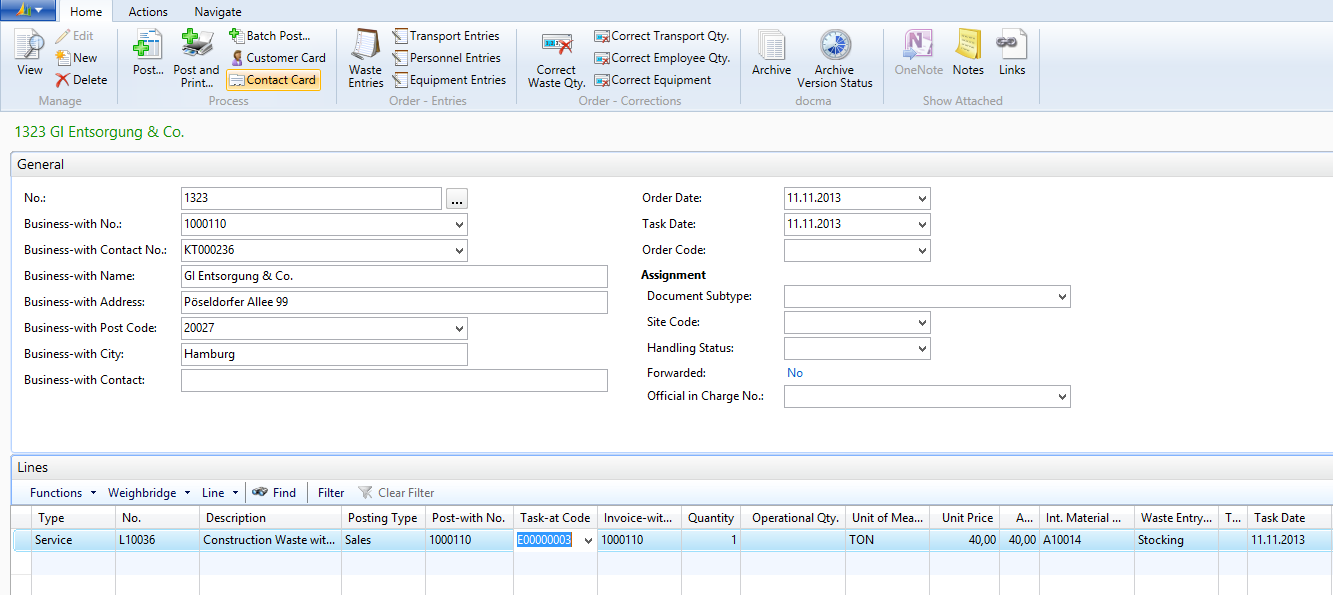 Home Actions Navigate
View
Edit
New
Delete
Manage
Post...
Post and Print...
Batch Post...
Customer Card
Contact Card
Process
Waste Entries
Transport Entries
Personnel Entries
Equipment Entries
Order - Entries
Correct Waste Qty.
Correct Transport Qty.
Correct Employee Qty.
Correct Equipment
Order - Corrections
Archive
Archive Version Status
docma
OneNote
Notes
Links
Show Attached
1323 GI Entsorgung & Co.
General
No.: 1323 ...
Business-with No.: 1000110
Business-with Contact No.: KT000236
Business-with Name: GI Entsorgung & Co.
Business-with Address: Pöseldorfer Allee 99
Business-with Post Code: 20027
Business-with City: Hamburg
Business-with Contact:
Order Date: 11.11.2013
Task Date: 11.11.2013
Order Code:
Assignment
Document Subtype:
Site Code:
Handling Status:
Forwarded: No
Official in Charge No.:
Lines
Functions Weighbridge Line Find Filter Clear Filter
Type No. Description Posting Type Post-with No. Task-at Code Invoice-wit... Quantity Operational Qty. Unit of Mea... Unit Price A... Int. Material ... Waste Entry... T... Task Date
Service L10036 Construction Waste wit... Sales 1000110 E00000003 1000110 1 TON 40,00 40,00 A10014 Stocking 11.11.2013